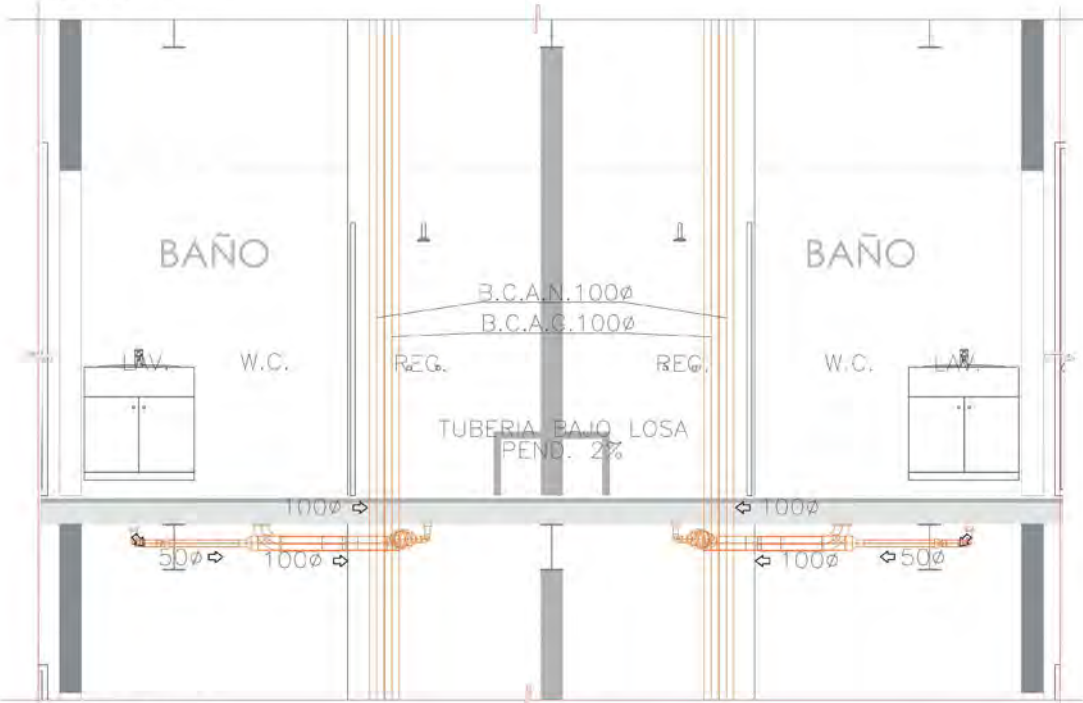 BAÑO
BAÑO
B.C.A.N.100ø
B.C.A.G.100ø
LAV.
W.C.
REG.
REG.
W.C.
LAV.
TUBERIA BAJO LOSA
PEND. 2%
100ø
100ø
50ø
100ø
100ø
50ø